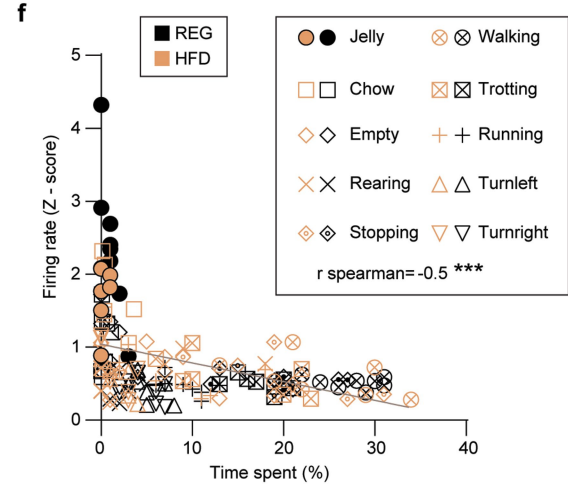 f
REG
HFD
Jelly
Walking
Chow
Trotting
Empty
Running
Rearing
Turnleft
Stopping
Turnright
r spearman= -0.5 ***
Firing rate (Z - score)
5
4
3
2
1
0
0 10 20 30 40
Time spent (%)